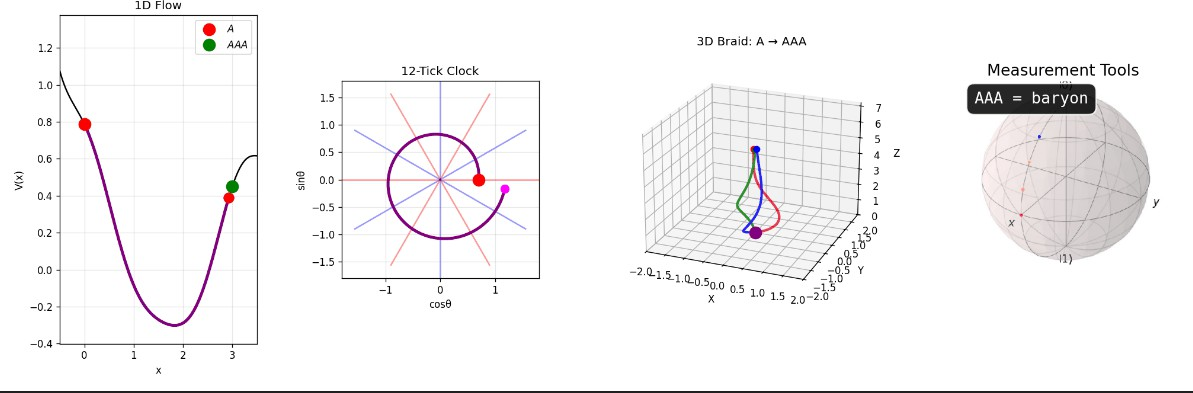 1D Flow
A
AAA
1.2
1.0
0.8
0.6
0.4
0.2
0.0
−0.2
−0.4
V(x)
0 1 2 3
x
12-Tick Clock
1.5
1.0
0.5
0.0
−0.5
−1.0
−1.5
sinθ
−1 0 1
cosθ
3D Braid: A → AAA
7
6
5
4
3
2
1
0
Z
2.0
1.5
1.0
0.5
0.0
−0.5
−1.0
−1.5
−2.0
Y
−2.0 −1.5 −1.0 −0.5 0.0 0.5 1.0 1.5 2.0
X
Measurement Tools
AAA = baryon
x
y
|1⟩